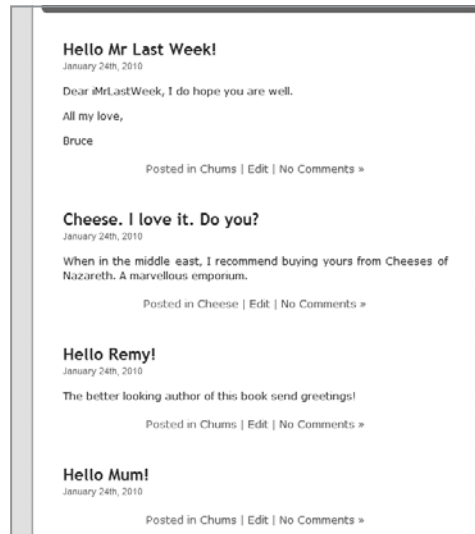 Hello Mr Last Week!
January 24th, 2010
Dear iMrLastWeek, I do hope you are well.
All my love,
Bruce
Posted in Chums | Edit | No Comments »
Cheese. I love it. Do you?
January 24th, 2010
When in the middle east, I recommend buying yours from Cheeses of
Nazareth. A marvellous emporium.
Posted in Cheese | Edit | No Comments »
Hello Remy!
January 24th, 2010
The better looking author of this book send greetings!
Posted in Chums | Edit | No Comments »
Hello Mum!
January 24th, 2010
Posted in Chums | Edit | No Comments »